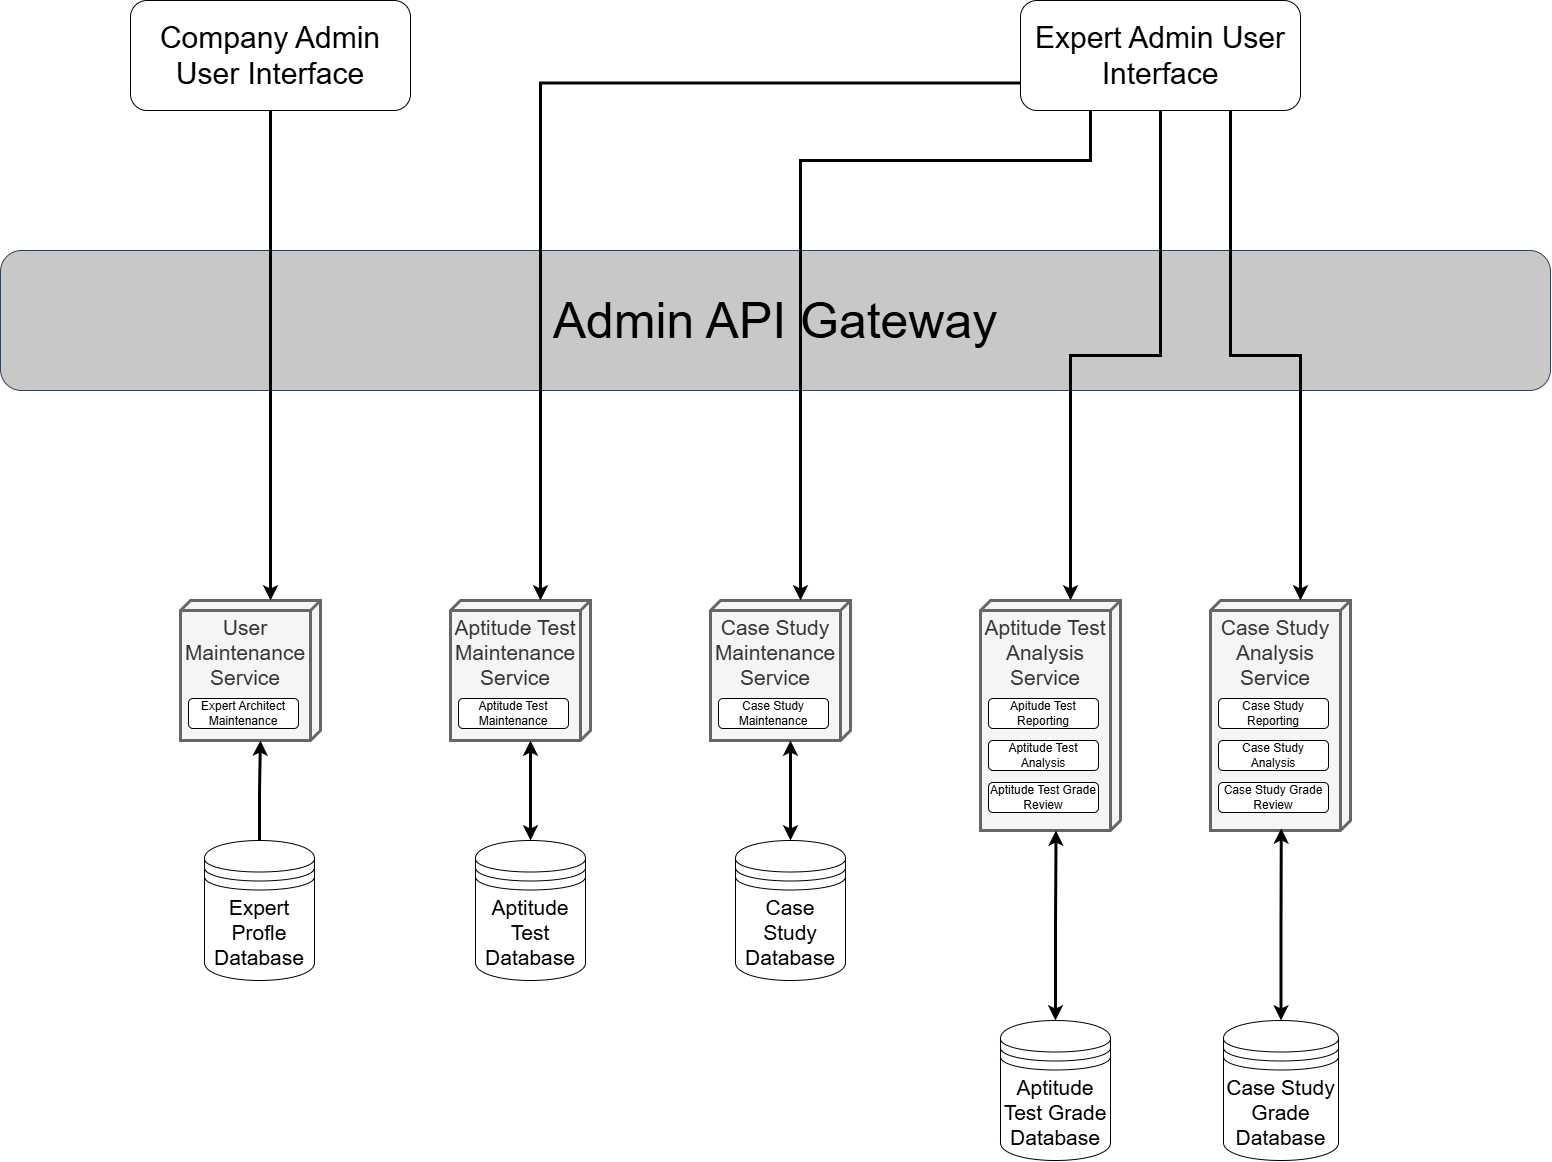 Company Admin
User Interface
Expert Admin User
Interface
Admin API Gateway
User
Maintenance
Service
Expert Architect
Maintenance
Aptitude Test
Maintenance
Service
Aptitude Test
Maintenance
Case Study
Maintenance
Service
Case Study
Maintenance
Aptitude Test
Analysis
Service
Aptitude Test
Reporting
Aptitude Test
Analysis
Aptitude Test Grade
Review
Case Study
Analysis
Service
Case Study
Reporting
Case Study
Analysis
Case Study Grade
Review
Expert
Profle
Database
Aptitude
Test
Database
Case
Study
Database
Aptitude
Test Grade
Database
Case Study
Grade
Database